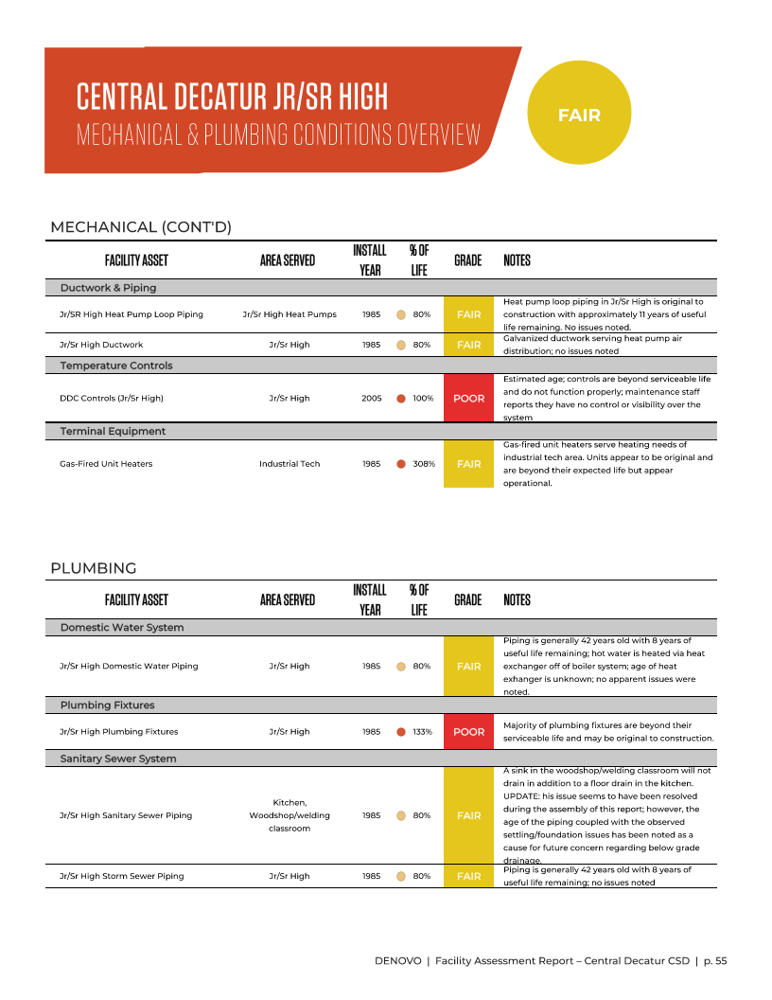 CENTRAL DECATUR JR/SR HIGH
MECHANICAL & PLUMBING CONDITIONS OVERVIEW
FAIR
MECHANICAL (CONT'D)
FACILITY ASSET AREA SERVED INSTALL YEAR % OF LIFE GRADE NOTES
Ductwork & Piping
Jr/SR High Heat Pump Loop Piping Jr/Sr High Heat Pumps 1985 80% FAIR
Heat pump loop piping in Jr/Sr High is original to
construction with approximately 11 years of useful
life remaining. No issues noted.
Jr/Sr High Ductwork Jr/Sr High 1985 80% FAIR
Galvanized ductwork serving heat pump air
distribution; no issues noted
Temperature Controls
DDC Controls (Jr/Sr High) Jr/Sr High 2005 100% POOR
Estimated age; controls are beyond serviceable life
and do not function properly; maintenance staff
reports they have no control or visibility over the
system
Terminal Equipment
Gas-Fired Unit Heaters Industrial Tech 1985 308% FAIR
Gas-fired unit heaters serve heating needs of
industrial tech area. Units appear to be original and
are beyond their expected life but appear
operational.
PLUMBING
FACILITY ASSET AREA SERVED INSTALL YEAR % OF LIFE GRADE NOTES
Domestic Water System
Jr/Sr High Domestic Water Piping Jr/Sr High 1985 80% FAIR
Piping is generally 42 years old with 8 years of
useful life remaining; hot water is heated via heat
exchanger off of boiler system; age of heat
exhanger is unknown; no apparent issues were
noted.
Plumbing Fixtures
Jr/Sr High Plumbing Fixtures Jr/Sr High 1985 133% POOR
Majority of plumbing fixtures are beyond their
serviceable life and may be original to construction.
Sanitary Sewer System
Jr/Sr High Sanitary Sewer Piping
Kitchen,
Woodshop/welding
classroom
1985 80% FAIR
A sink in the woodshop/welding classroom will not
drain in addition to a floor drain in the kitchen.
UPDATE: his issue seems to have been resolved
during the assembly of this report; however, the
age of the piping coupled with the observed
settling/foundation issues has been noted as a
cause for future concern regarding below grade
drainage.
Jr/Sr High Storm Sewer Piping Jr/Sr High 1985 80% FAIR
Piping is generally 42 years old with 8 years of
useful life remaining; no issues noted
DENOVO | Facility Assessment Report – Central Decatur CSD | p. 55